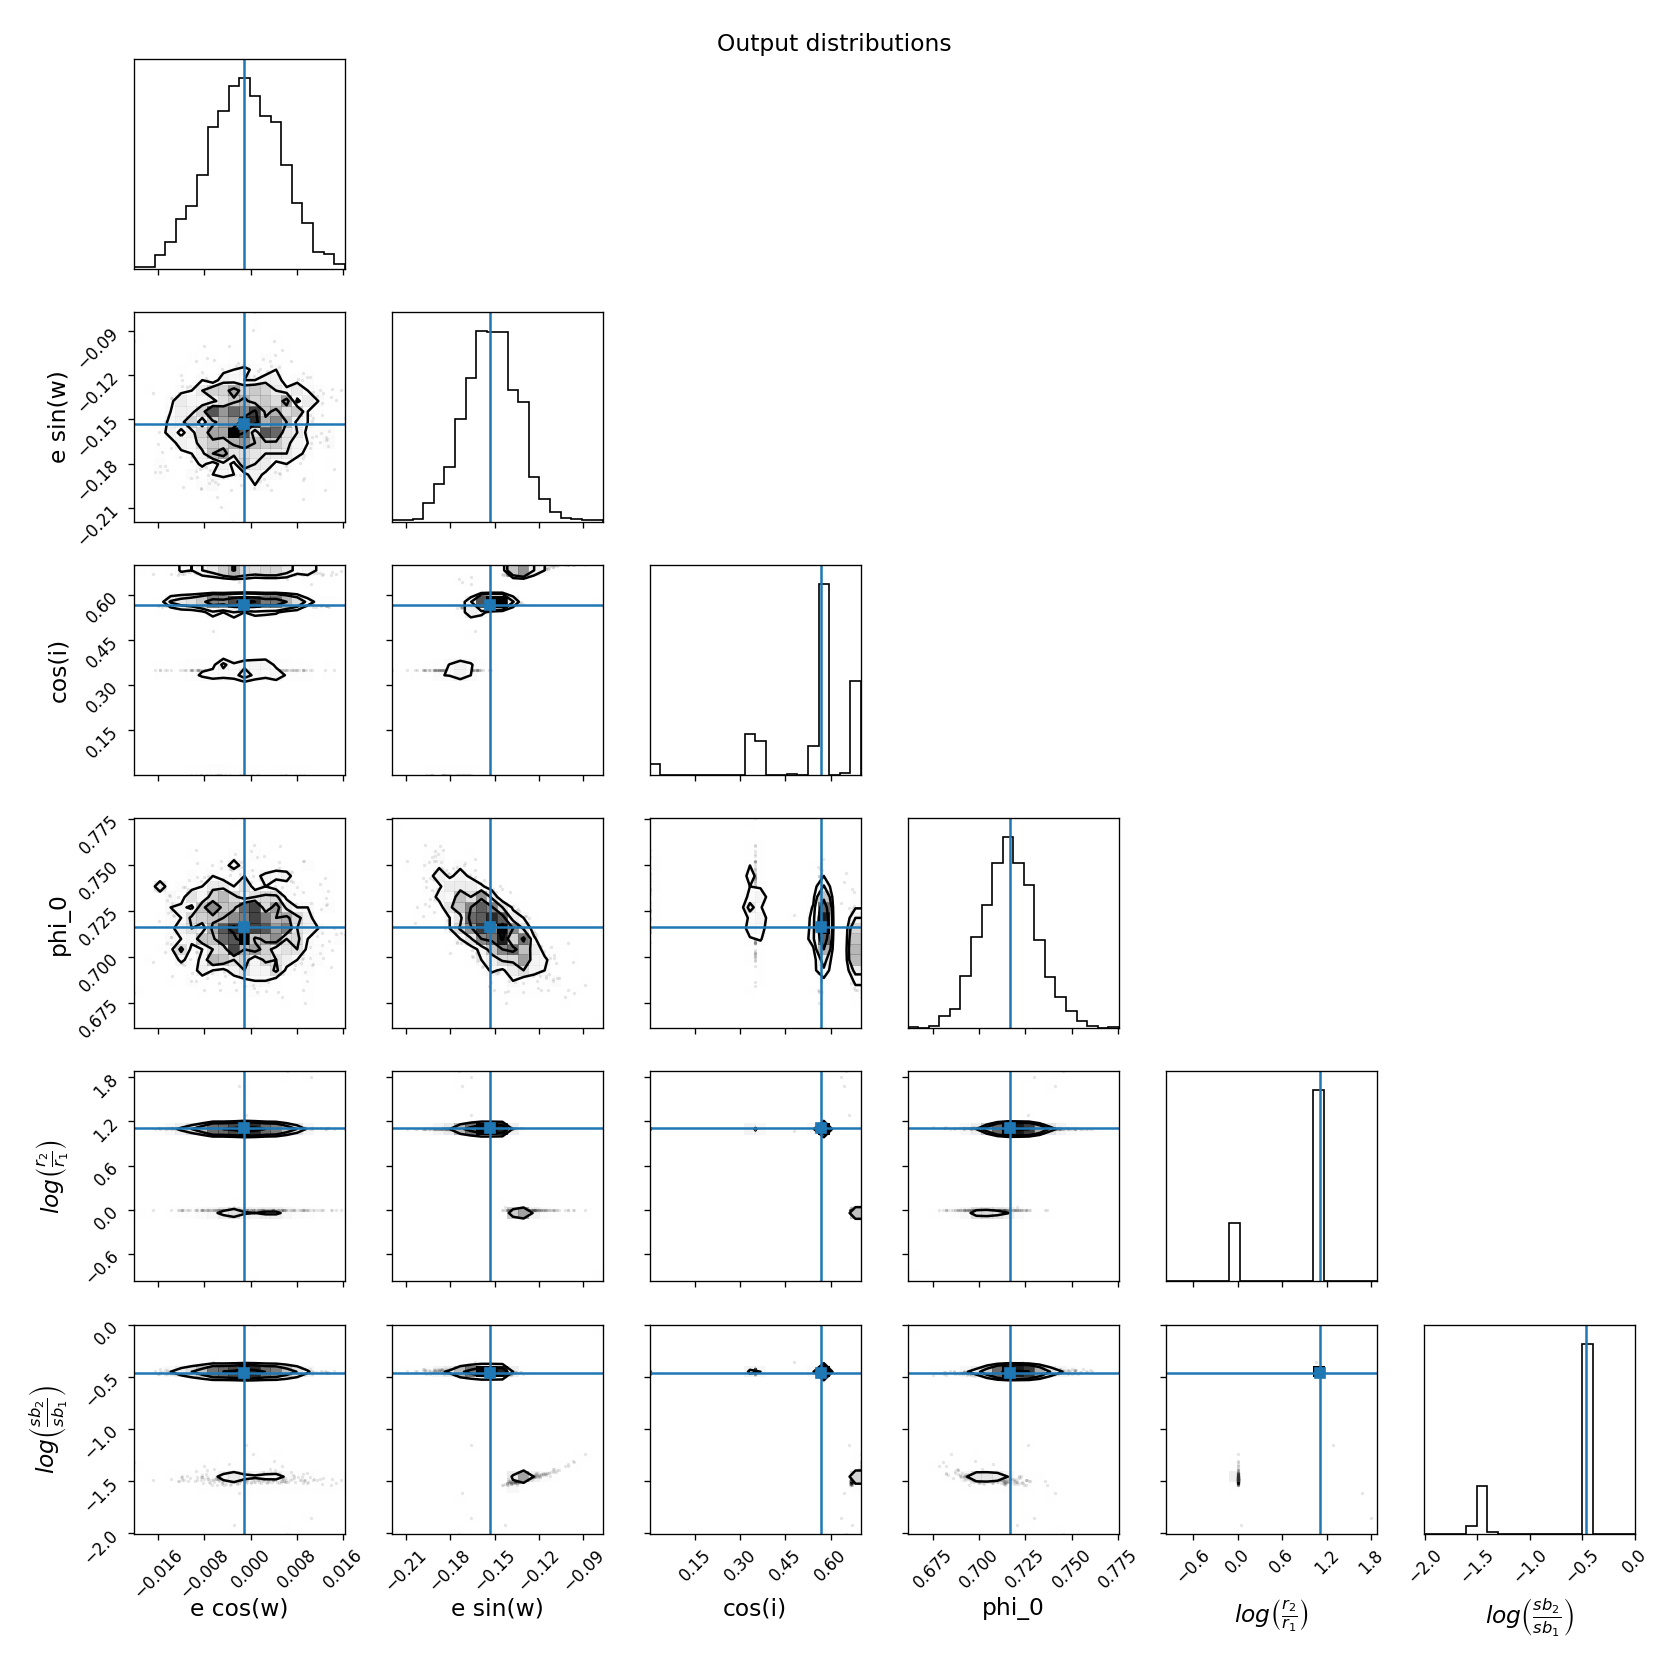 Output distributions
e sin(w)
−0.09
−0.12
−0.15
−0.18
−0.21
cos(i)
0.60
0.45
0.30
0.15
phi_0
0.775
0.750
0.725
0.700
0.675
log(r2/r1)
1.8
1.2
0.6
0.0
−0.6
log(sb2/sb1)
0.0
−0.5
−1.0
−1.5
−2.0
−0.016 −0.008 0.000 0.008 0.016
−0.21 −0.18 −0.15 −0.12 −0.09
0.15 0.30 0.45 0.60
0.675 0.700 0.725 0.750 0.775
−0.6 0.0 0.6 1.2 1.8
−2.0 −1.5 −1.0 −0.5 0.0
e cos(w)
e sin(w)
cos(i)
phi_0
log(r2/r1)
log(sb2/sb1)